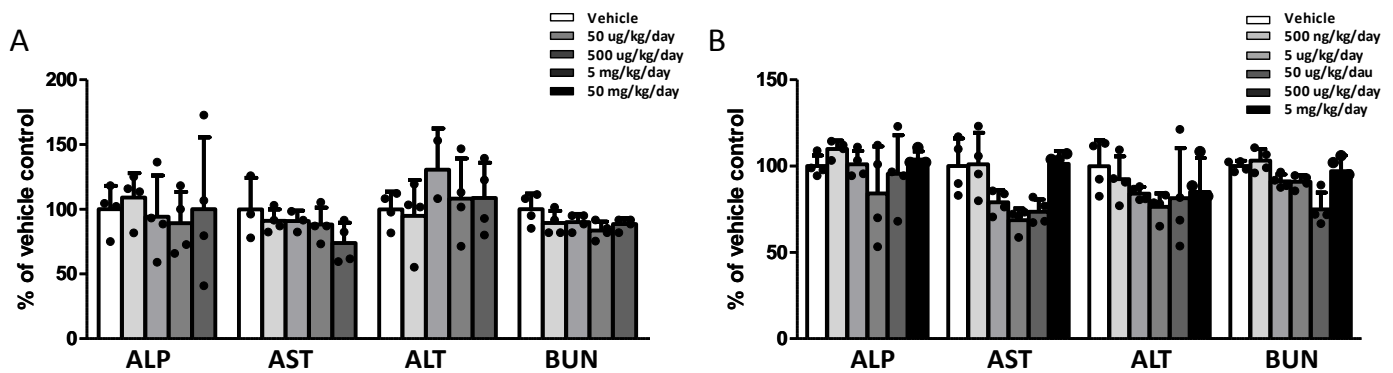 A
Vehicle
50 ug/kg/day
500 ug/kg/day
5 mg/kg/day
50 mg/kg/day
% of vehicle control
200
150
100
50
0
ALP AST ALT BUN
B
Vehicle
500 ng/kg/day
5 ug/kg/day
50 ug/kg/dau
500 ug/kg/day
5 mg/kg/day
% of vehicle control
150
100
50
0
ALP AST ALT BUN